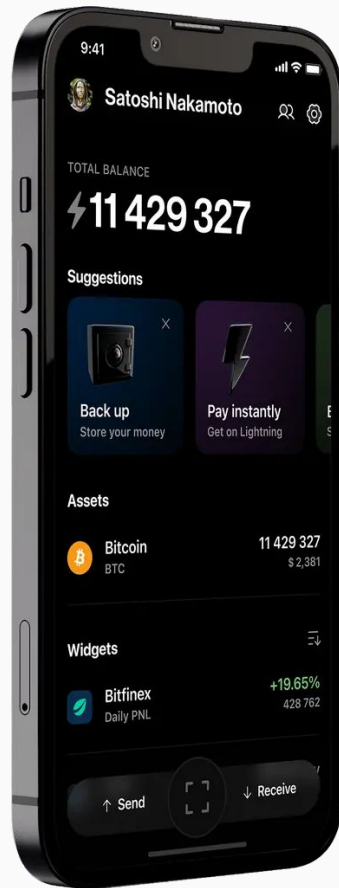 9:41
Satoshi Nakamoto
TOTAL BALANCE
11 429 327
Suggestions
Back up
Store your money
Pay instantly
Get on Lightning
Assets
Bitcoin
11 429 327
BTC
$ 2,381
Widgets
Bitfinex
+19.65%
Daily PNL
428 762
↑ Send
↓ Receive